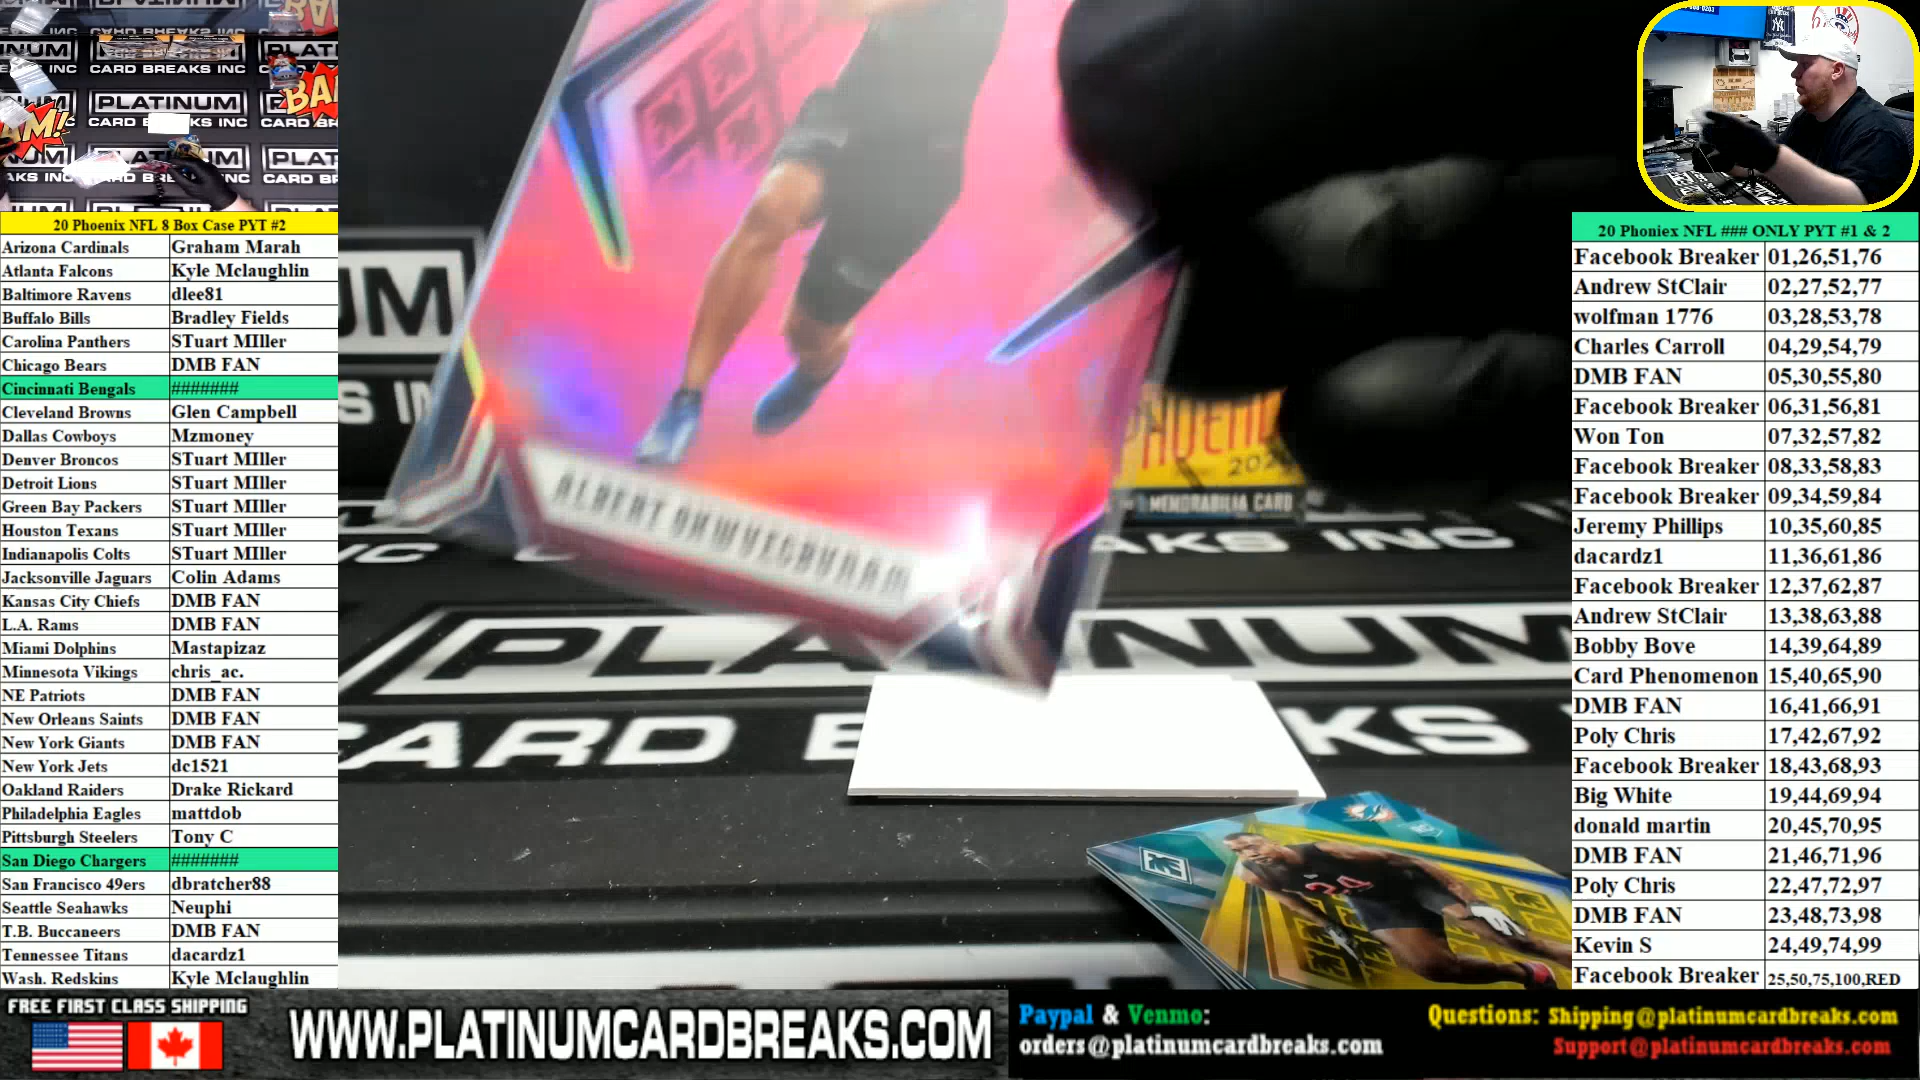 PLATINUM
CARD BREAKS INC
20 Phoenix NFL 8 Box Case PYT #2
Arizona Cardinals Graham Marah
Atlanta Falcons Kyle Mclaughlin
Baltimore Ravens dlee81
Buffalo Bills Bradley Fields
Carolina Panthers STuart MIller
Chicago Bears DMB FAN
Cincinnati Bengals #######
Cleveland Browns Glen Campbell
Dallas Cowboys Mzmoney
Denver Broncos STuart MIller
Detroit Lions STuart MIller
Green Bay Packers STuart MIller
Houston Texans STuart MIller
Indianapolis Colts STuart MIller
Jacksonville Jaguars Colin Adams
Kansas City Chiefs DMB FAN
L.A. Rams DMB FAN
Miami Dolphins Mastapizaz
Minnesota Vikings chris_ac.
NE Patriots DMB FAN
New Orleans Saints DMB FAN
New York Giants DMB FAN
New York Jets dc1521
Oakland Raiders Drake Rickard
Philadelphia Eagles mattdob
Pittsburgh Steelers Tony C
San Diego Chargers #######
San Francisco 49ers dbratcher88
Seattle Seahawks Neuphi
T.B. Buccaneers DMB FAN
Tennessee Titans dacardz1
Wash. Redskins Kyle Mclaughlin
ALBERT OKWUEGBUNAM
MEMORABILIA CARD
PLATINUM
CARD B KS
20 Phoniex NFL ### ONLY PYT #1 & 2
Facebook Breaker 01,26,51,76
Andrew StClair 02,27,52,77
wolfman 1776 03,28,53,78
Charles Carroll 04,29,54,79
DMB FAN 05,30,55,80
Facebook Breaker 06,31,56,81
Won Ton 07,32,57,82
Facebook Breaker 08,33,58,83
Facebook Breaker 09,34,59,84
Jeremy Phillips 10,35,60,85
dacardz1 11,36,61,86
Facebook Breaker 12,37,62,87
Andrew StClair 13,38,63,88
Bobby Bove 14,39,64,89
Card Phenomenon 15,40,65,90
DMB FAN 16,41,66,91
Poly Chris 17,42,67,92
Facebook Breaker 18,43,68,93
Big White 19,44,69,94
donald martin 20,45,70,95
DMB FAN 21,46,71,96
Poly Chris 22,47,72,97
DMB FAN 23,48,73,98
Kevin S 24,49,74,99
Facebook Breaker 25,50,75,100,RED
FREE FIRST CLASS SHIPPING
WWW.PLATINUMCARDBREAKS.COM
Paypal & Venmo:
orders@platinumcardbreaks.com
Questions: Shipping@platinumcardbreaks.com
Support@platinumcardbreaks.com